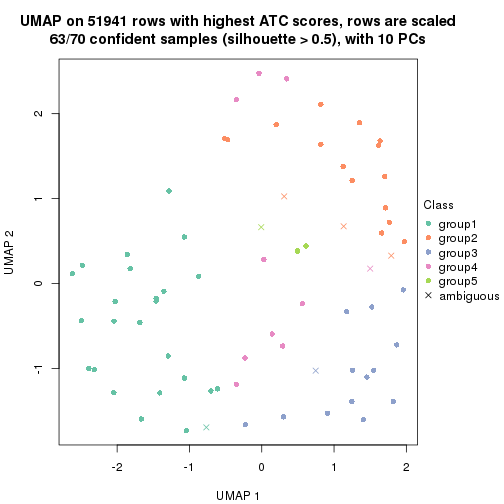 UMAP on 51941 rows with highest ATC scores, rows are scaled
63/70 confident samples (silhouette > 0.5), with 10 PCs
UMAP 2
2
1
0
-1
-2
-1
0
1
2
UMAP 1
Class
group1
group2
group3
group4
group5
ambiguous